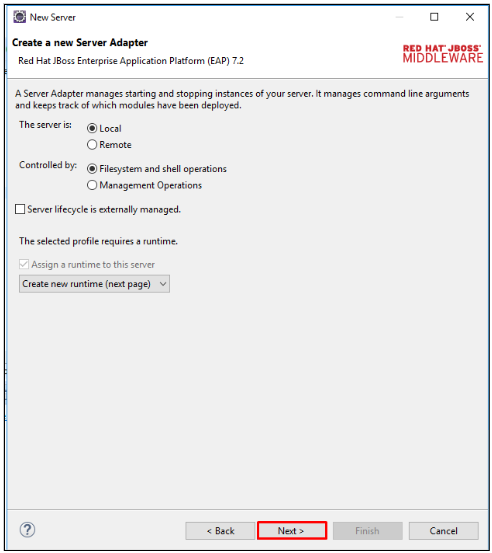 New Server
Create a new Server Adapter
Red Hat JBoss Enterprise Application Platform (EAP) 7.2
RED HAT® JBOSS®
MIDDLEWARE
A Server Adapter manages starting and stopping instances of your server. It manages command line arguments
and keeps track of which modules have been deployed.
The server is:
Local
Remote
Controlled by:
Filesystem and shell operations
Management Operations
Server lifecycle is externally managed.
The selected profile requires a runtime.
Assign a runtime to this server
Create new runtime (next page)
?
< Back
Next >
Finish
Cancel